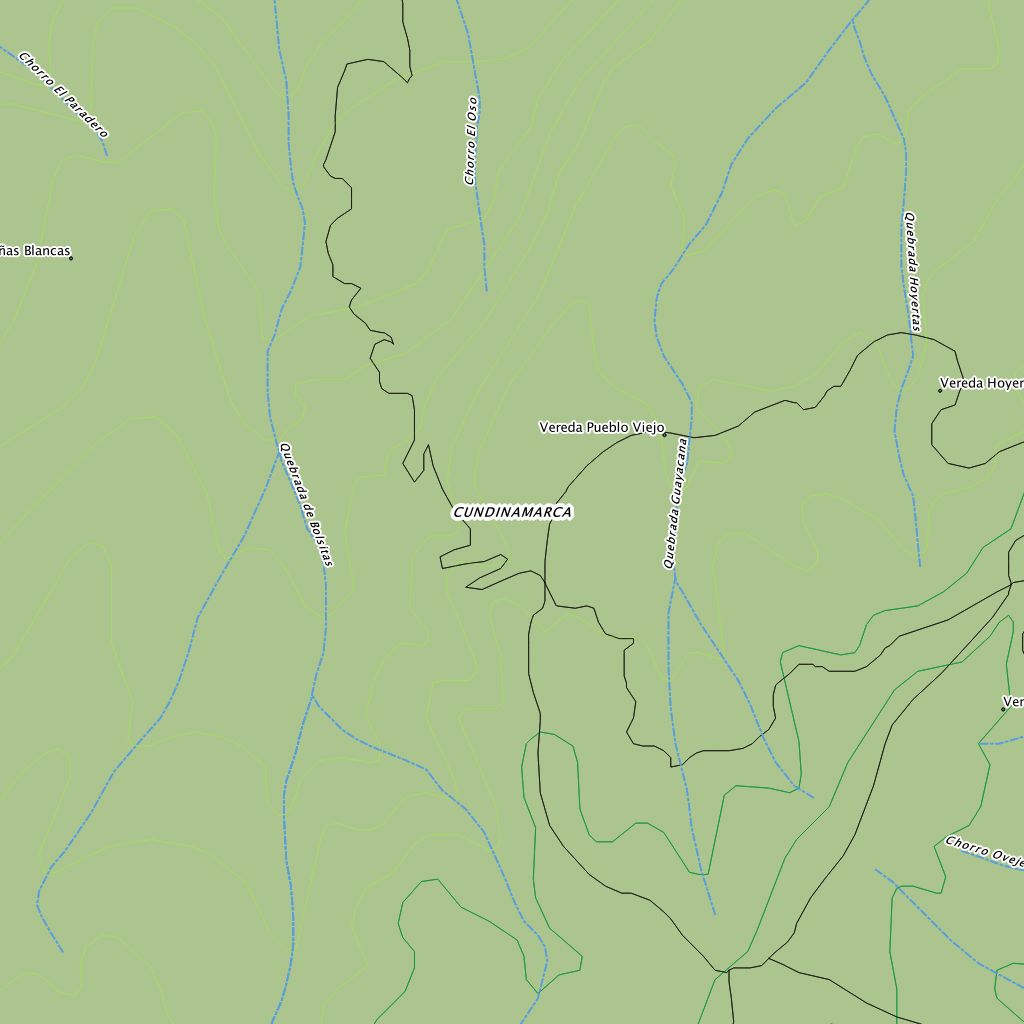 Chorro El Paradero
Chorro El Oso
Quebrada Hoyertas
ñas Blancas
Vereda Hoyer
Vereda Pueblo Viejo
Quebrada de Bolsitas
Quebrada Guayacana
CUNDINAMARCA
Ver
Chorro Oveje